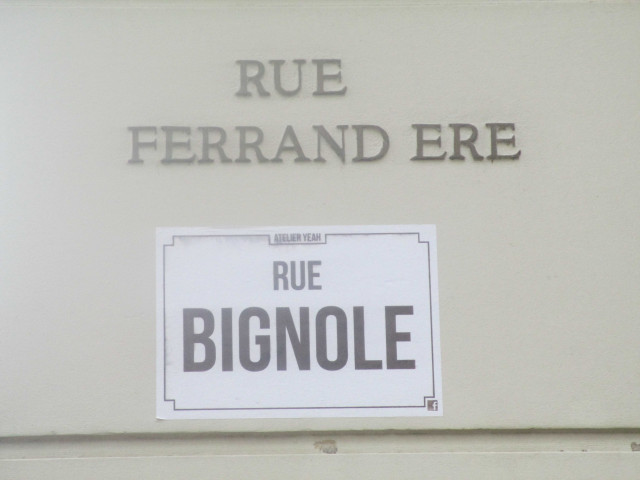 RUE
FERRAND ERE
ATELIER YEAH
RUE
BIGNOLE